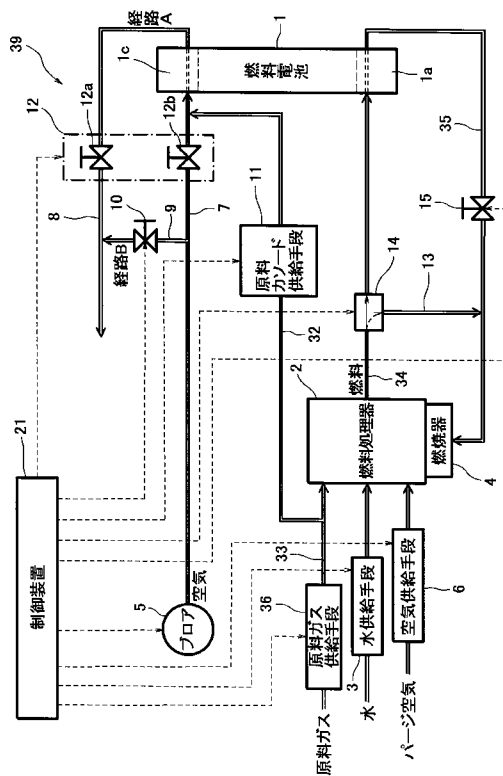 39
経路A
1
12
12a
12b
1c
燃料電池
1a
35
8
10
9
7
経路B
11
原料
カソード
供給手段
15
14
13
32
2
燃料
34
21
制御装置
5
ブロア
空気
燃料処理器
燃焼器
4
33
36
原料ガス
供給手段
水供給手段
3
空気供給手段
6
原料ガス
水
パージ空気